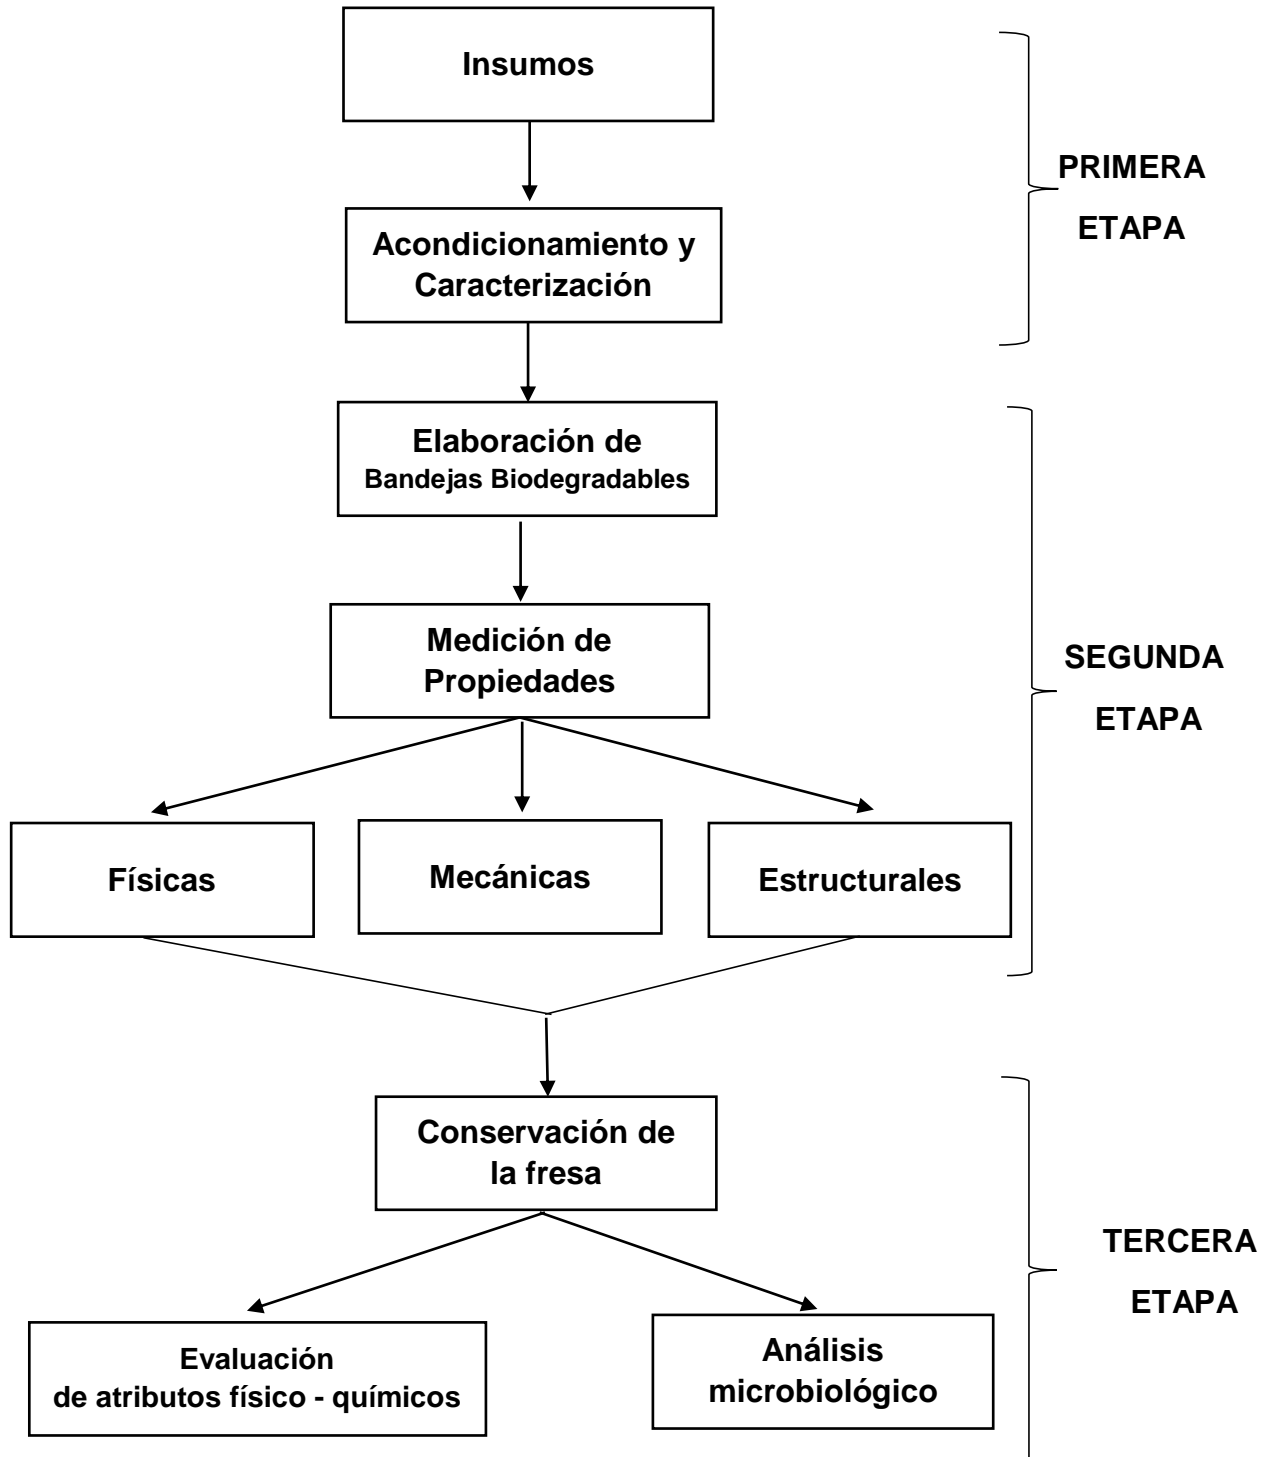 Insumos
PRIMERA
ETAPA
Acondicionamiento y
Caracterización
Elaboración de
Bandejas Biodegradables
Medición de
Propiedades
SEGUNDA
ETAPA
Físicas
Mecánicas
Estructurales
Conservación de
la fresa
TERCERA
ETAPA
Evaluación
de atributos físico - químicos
Análisis
microbiológico